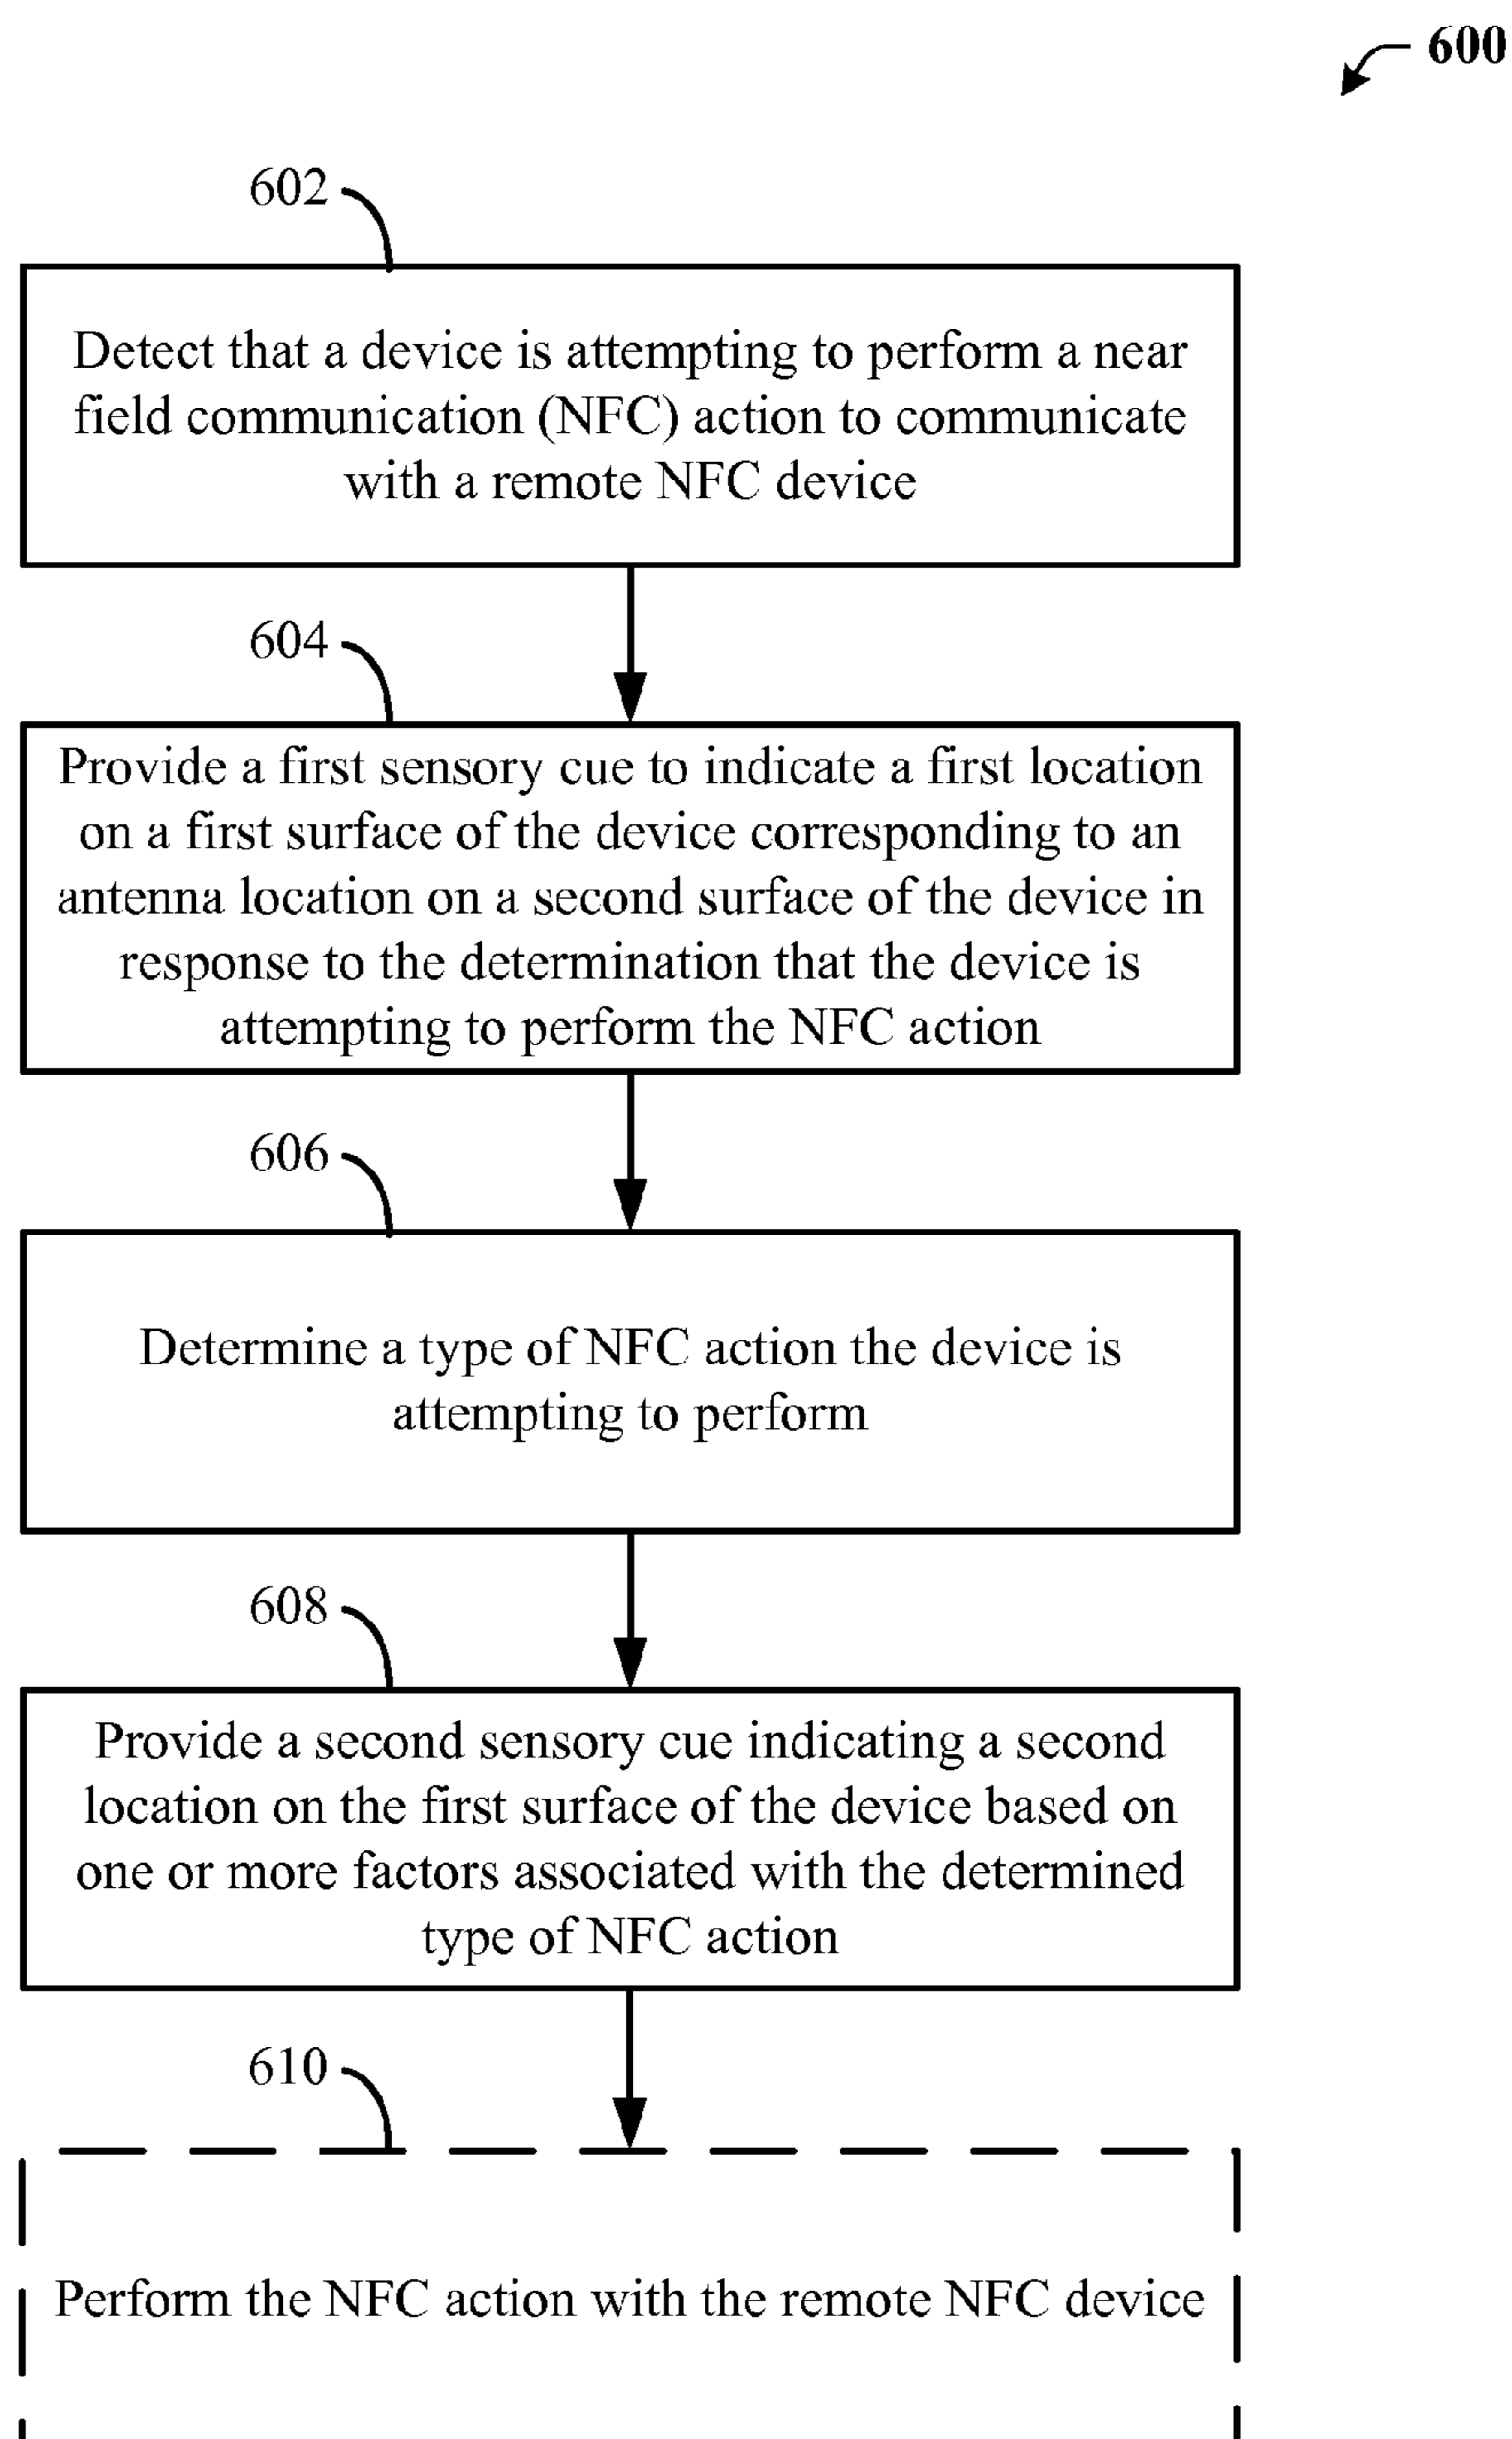 600
602
Detect that a device is attempting to perform a near
field communication (NFC) action to communicate
with a remote NFC device
604
Provide a first sensory cue to indicate a first location
on a first surface of the device corresponding to an
antenna location on a second surface of the device in
response to the determination that the device is
attempting to perform the NFC action
606
Determine a type of NFC action the device is
attempting to perform
608
Provide a second sensory cue indicating a second
location on the first surface of the device based on
one or more factors associated with the determined
type of NFC action
610
Perform the NFC action with the remote NFC device